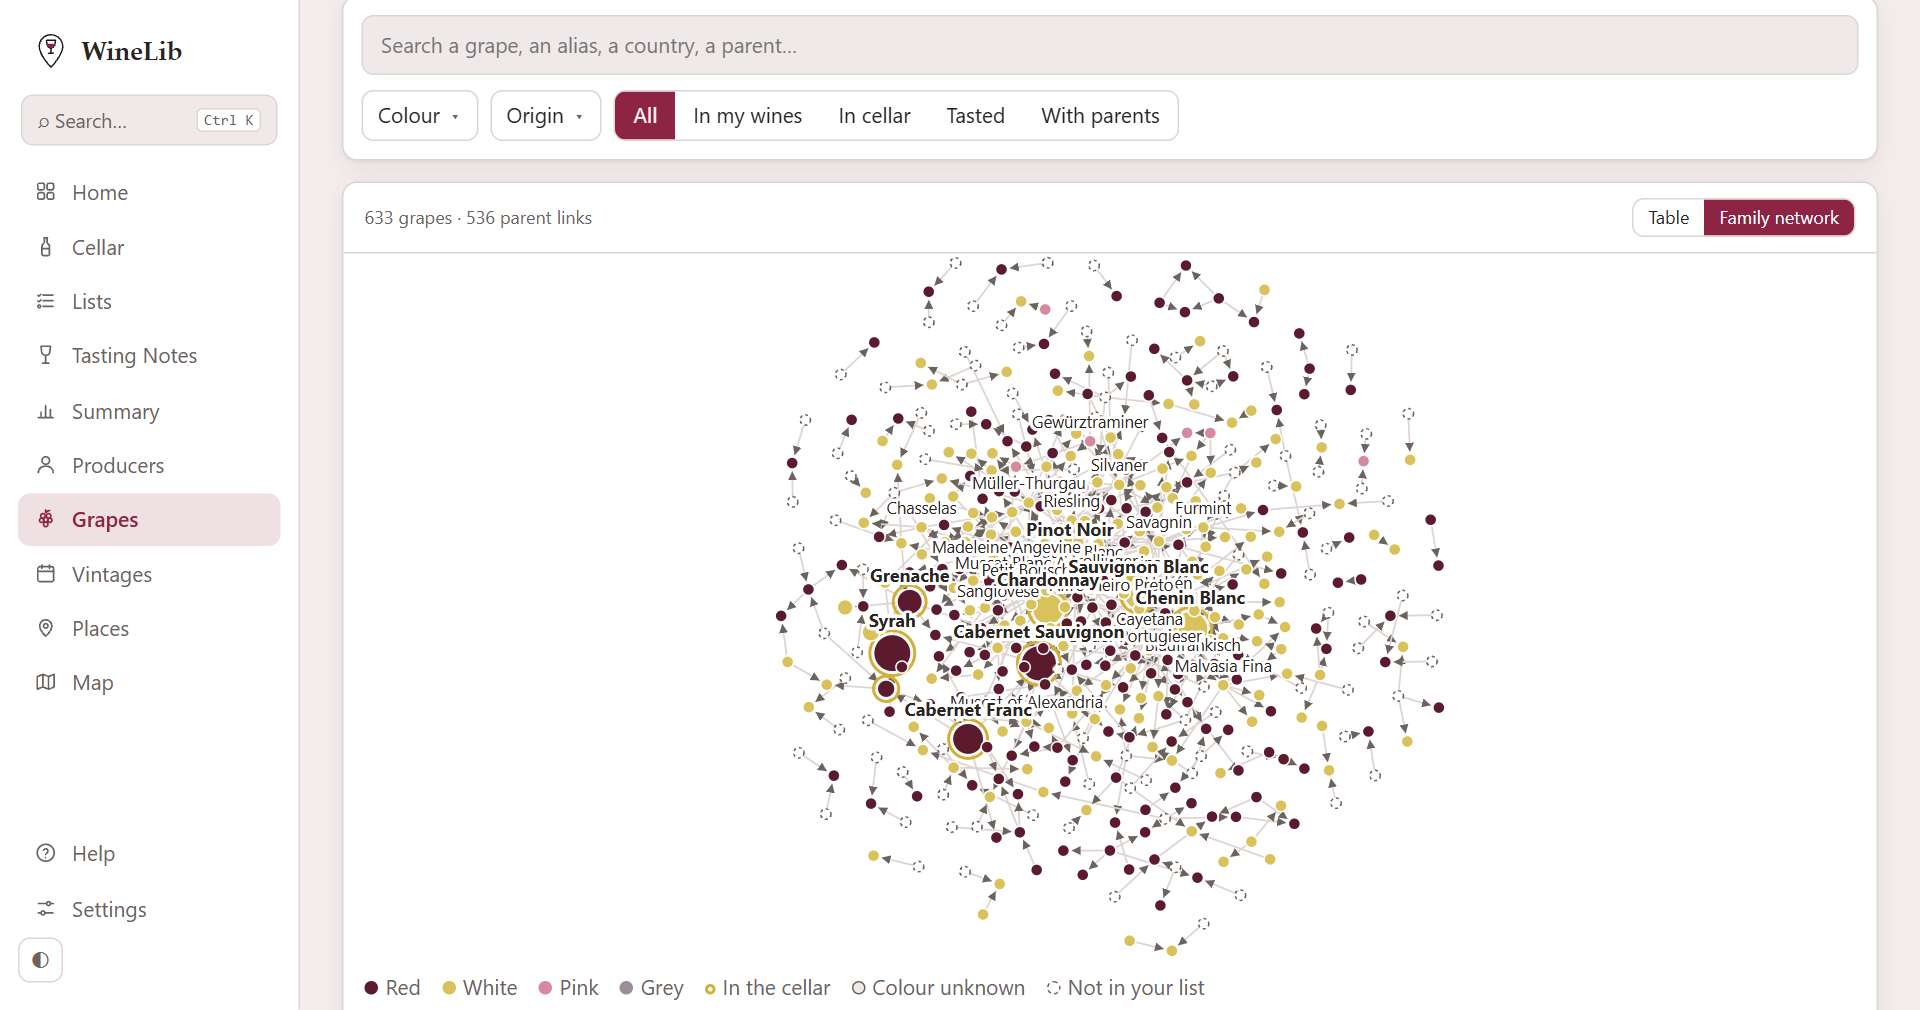 WineLib
Search... Ctrl K
Home
Cellar
Lists
Tasting Notes
Summary
Producers
Grapes
Vintages
Places
Map
Help
Settings
Search a grape, an alias, a country, a parent...
Colour
Origin
All
In my wines
In cellar
Tasted
With parents
633 grapes · 536 parent links
Table
Family network
Gewürztraminer
Silvaner
Müller-Thurgau
Riesling
Chasselas
Furmint
Savagnin
Pinot Noir
Madeleine Angevine
Blanc
Sauvignon Blanc
Grenache
Chardonnay
Sangiovese
Chenin Blanc
Syrah
Cayetana
Cabernet Sauvignon
Malvasia Fina
Muscat of Alexandria
Cabernet Franc
Red
White
Pink
Grey
In the cellar
Colour unknown
Not in your list